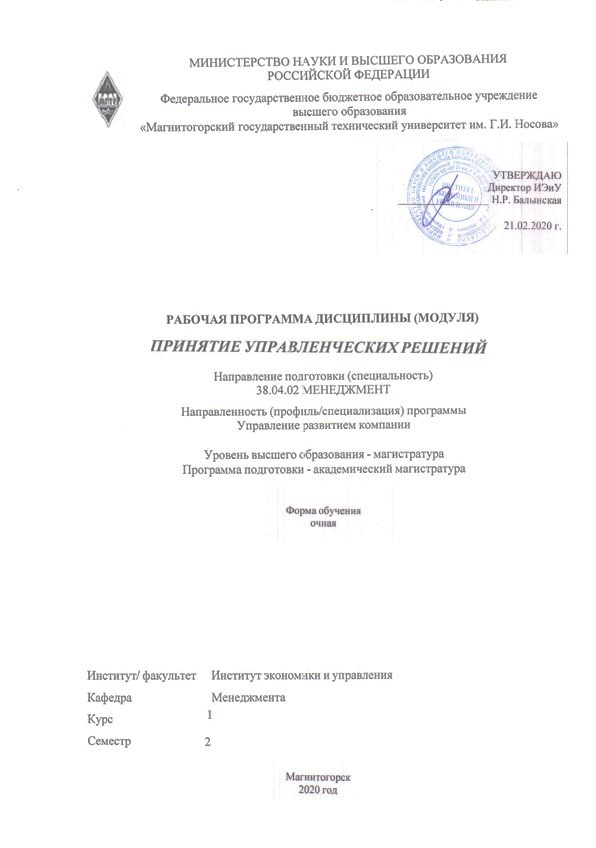 МИНИСТЕРСТВО НАУКИ И ВЫСШЕГО ОБРАЗОВАНИЯ
РОССИЙСКОЙ ФЕДЕРАЦИИ
Федеральное государственное бюджетное образовательное учреждение
высшего образования
«Магнитогорский государственный технический университет им. Г.И. Носова»
УТВЕРЖДАЮ
Директор ИЭиУ
Н.Р. Балынская
21.02.2020 г.
РАБОЧАЯ ПРОГРАММА ДИСЦИПЛИНЫ (МОДУЛЯ)
ПРИНЯТИЕ УПРАВЛЕНЧЕСКИХ РЕШЕНИЙ
Направление подготовки (специальность)
38.04.02 МЕНЕДЖМЕНТ
Направленность (профиль/специализация) программы
Управление развитием компании
Уровень высшего образования - магистратура
Программа подготовки - академический магистратура
Форма обучения
очная
Институт/ факультет Институт экономики и управления
Кафедра Менеджмента
Курс 1
Семестр 2
Магнитогорск
2020 год